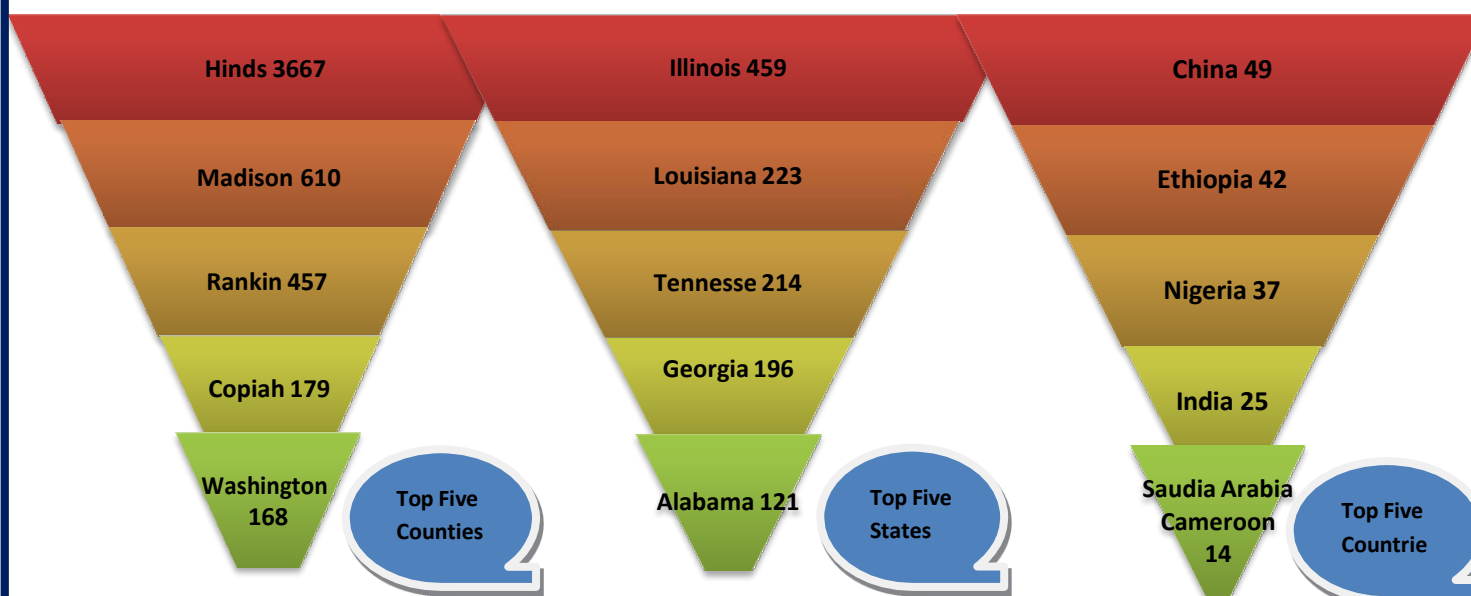 Hinds 3667
Madison 610
Rankin 457
Copiah 179
Washington
168
Top Five
Counties
Illinois 459
Louisiana 223
Tennesse 214
Georgia 196
Alabama 121
Top Five
States
China 49
Ethiopia 42
Nigeria 37
India 25
Saudia Arabia
Cameroon
14
Top Five
Countrie